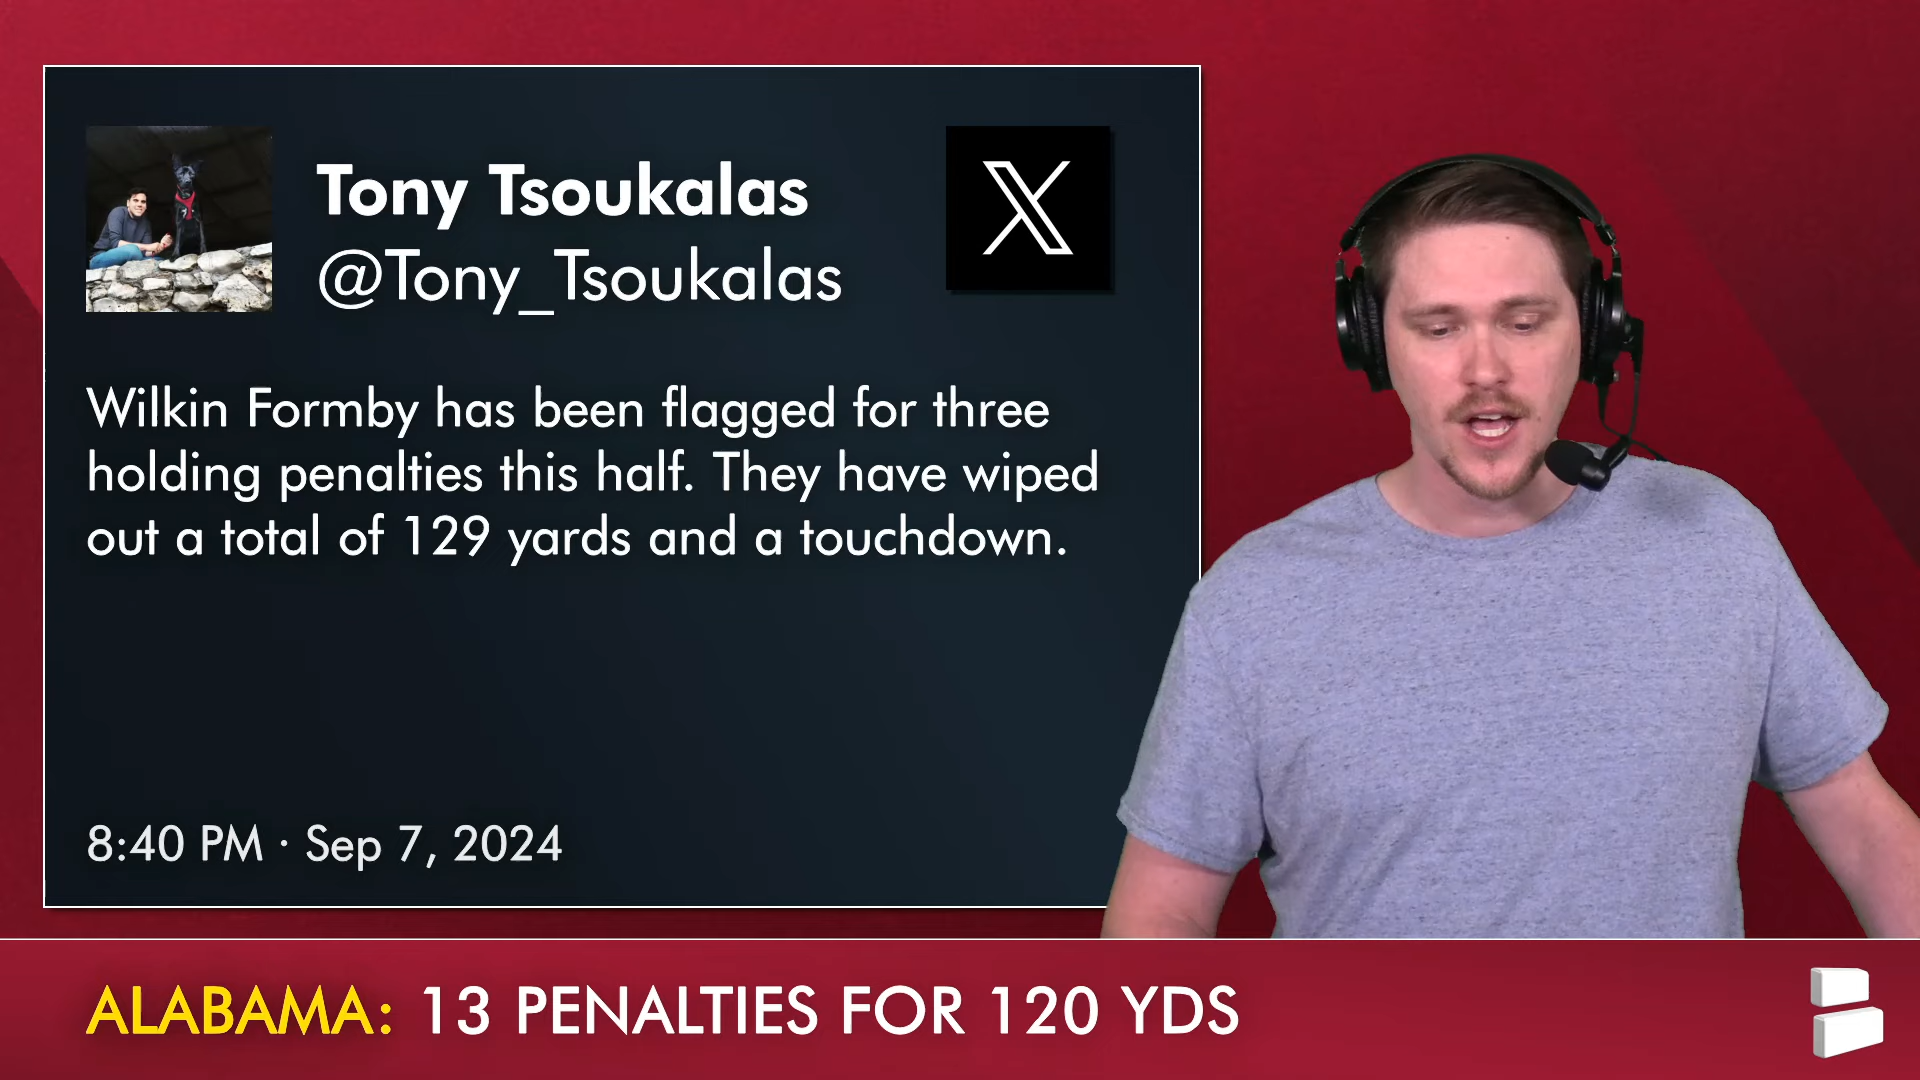 Tony Tsoukalas
@Tony_Tsoukalas
X
Wilkin Formby has been flagged for three
holding penalties this half. They have wiped
out a total of 129 yards and a touchdown.
8:40 PM · Sep 7, 2024
ALABAMA: 13 PENALTIES FOR 120 YDS